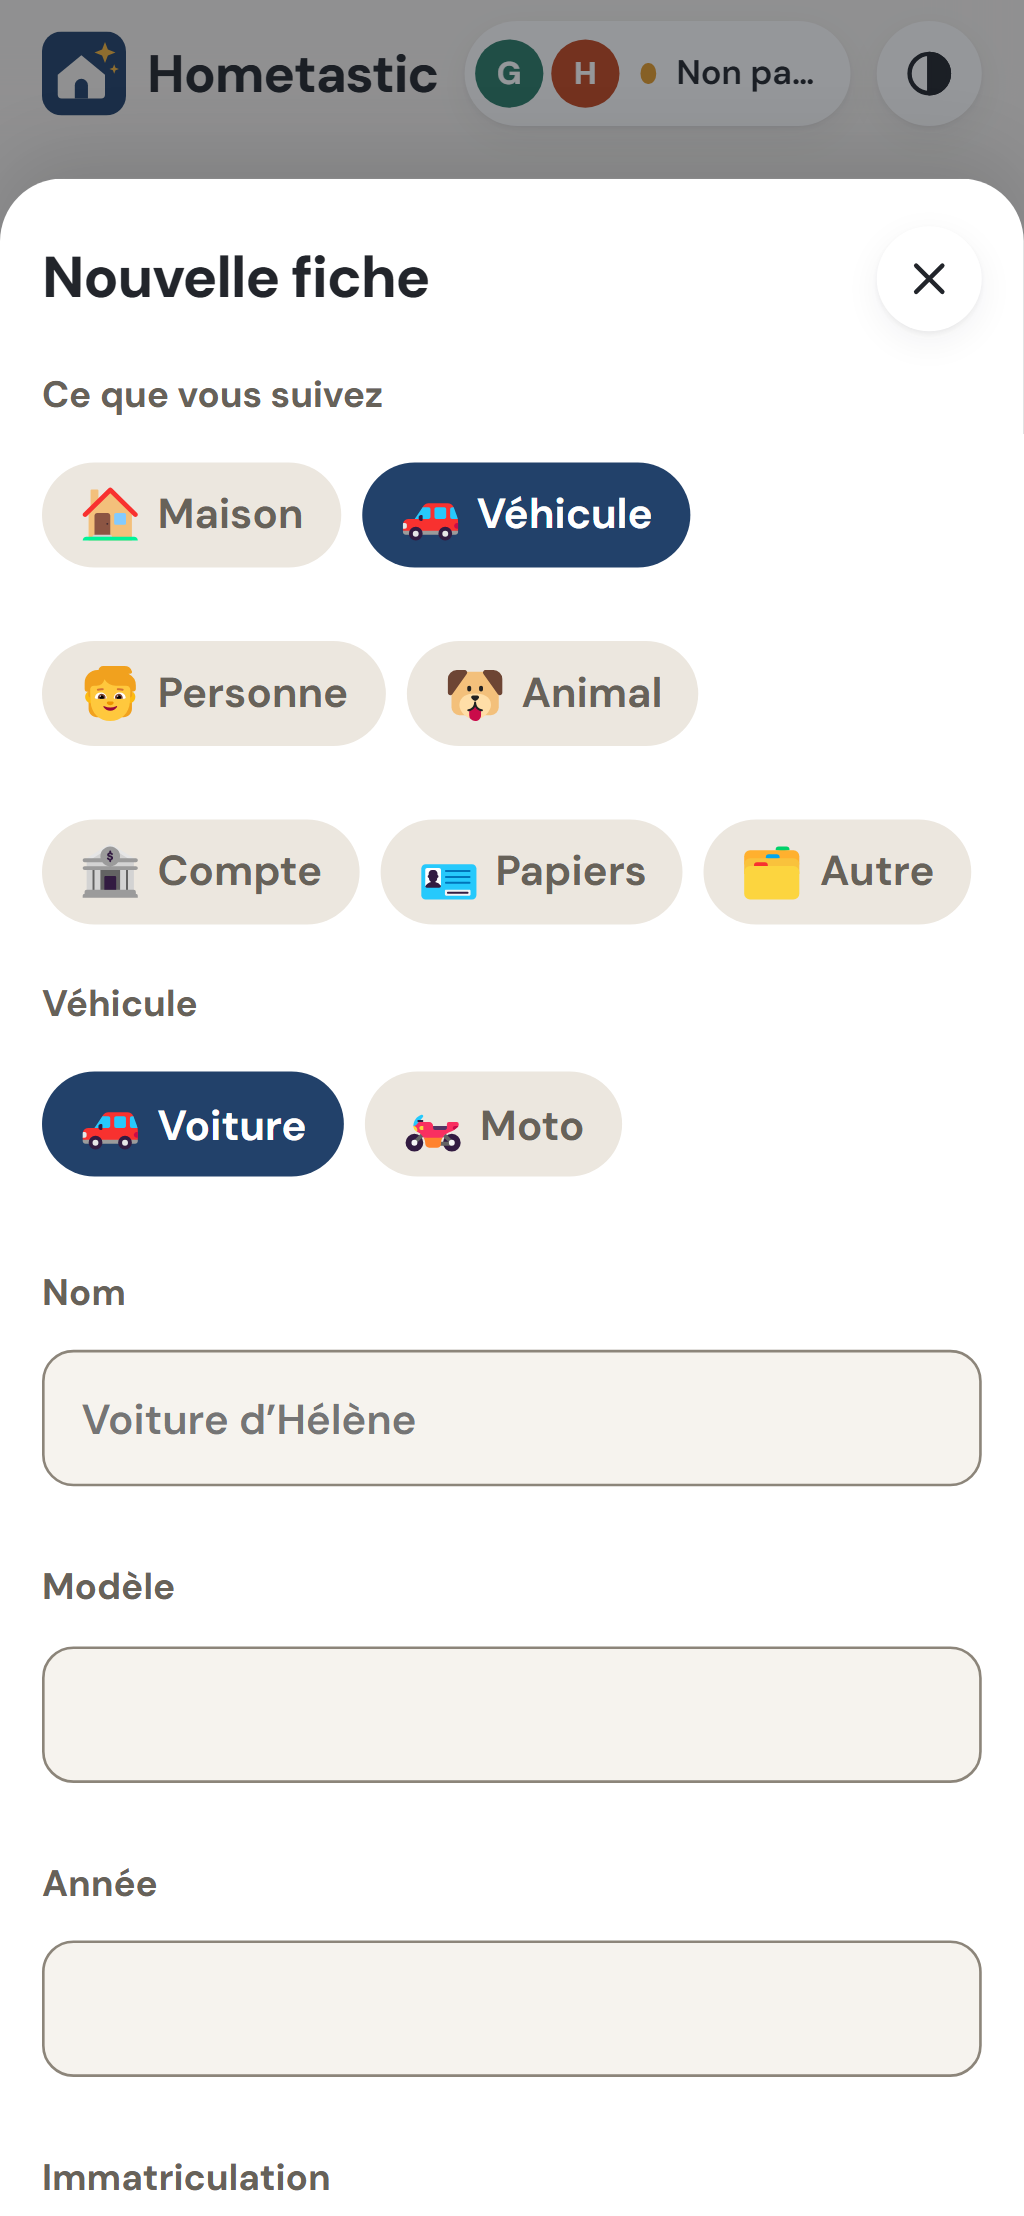 Hometastic G H Non pa...
Nouvelle fiche
Ce que vous suivez
Maison Véhicule
Personne Animal
Compte Papiers Autre
Véhicule
Voiture Moto
Nom
Voiture d’Hélène
Modèle
Année
Immatriculation